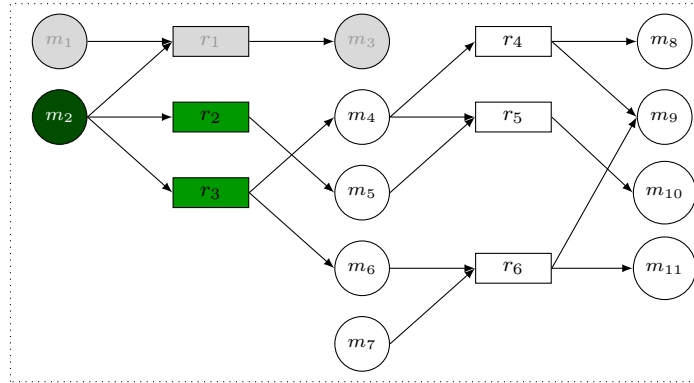 m₁ r₁ m₃ r₄ m₈
m₂ r₂ m₄ r₅ m₉
r₃ m₅ m₁₀
m₆ r₆ m₁₁
m₇